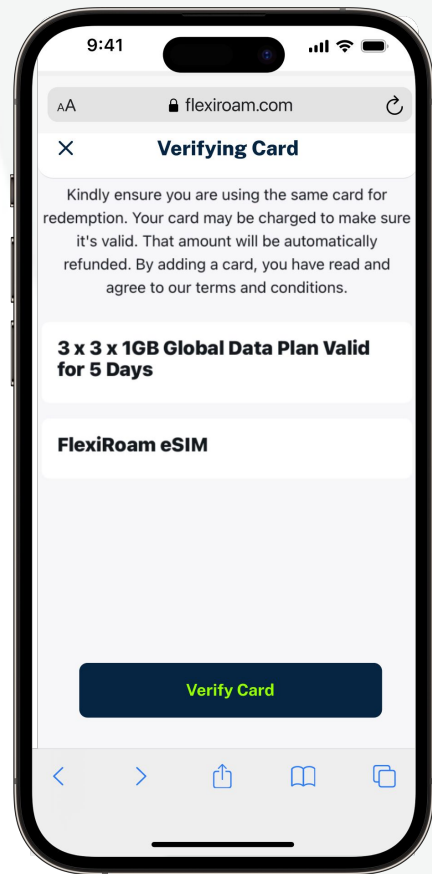 9:41
AA flexiroam.com
Verifying Card
Kindly ensure you are using the same card for
redemption. Your card may be charged to make sure
it's valid. That amount will be automatically
refunded. By adding a card, you have read and
agree to our terms and conditions.
3 x 3 x 1GB Global Data Plan Valid
for 5 Days
FlexiRoam eSIM
Verify Card